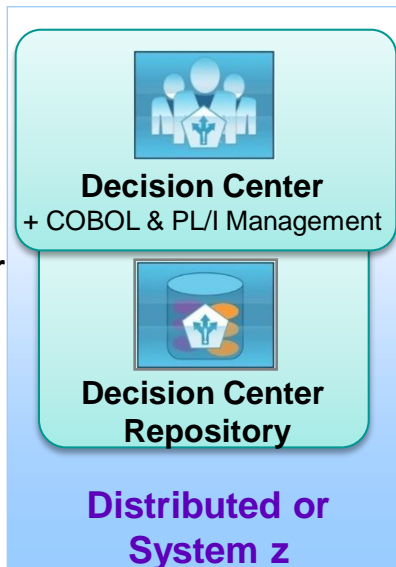 Decision Center
+ COBOL & PL/I Management
r
Decision Center
Repository
Distributed or
System z